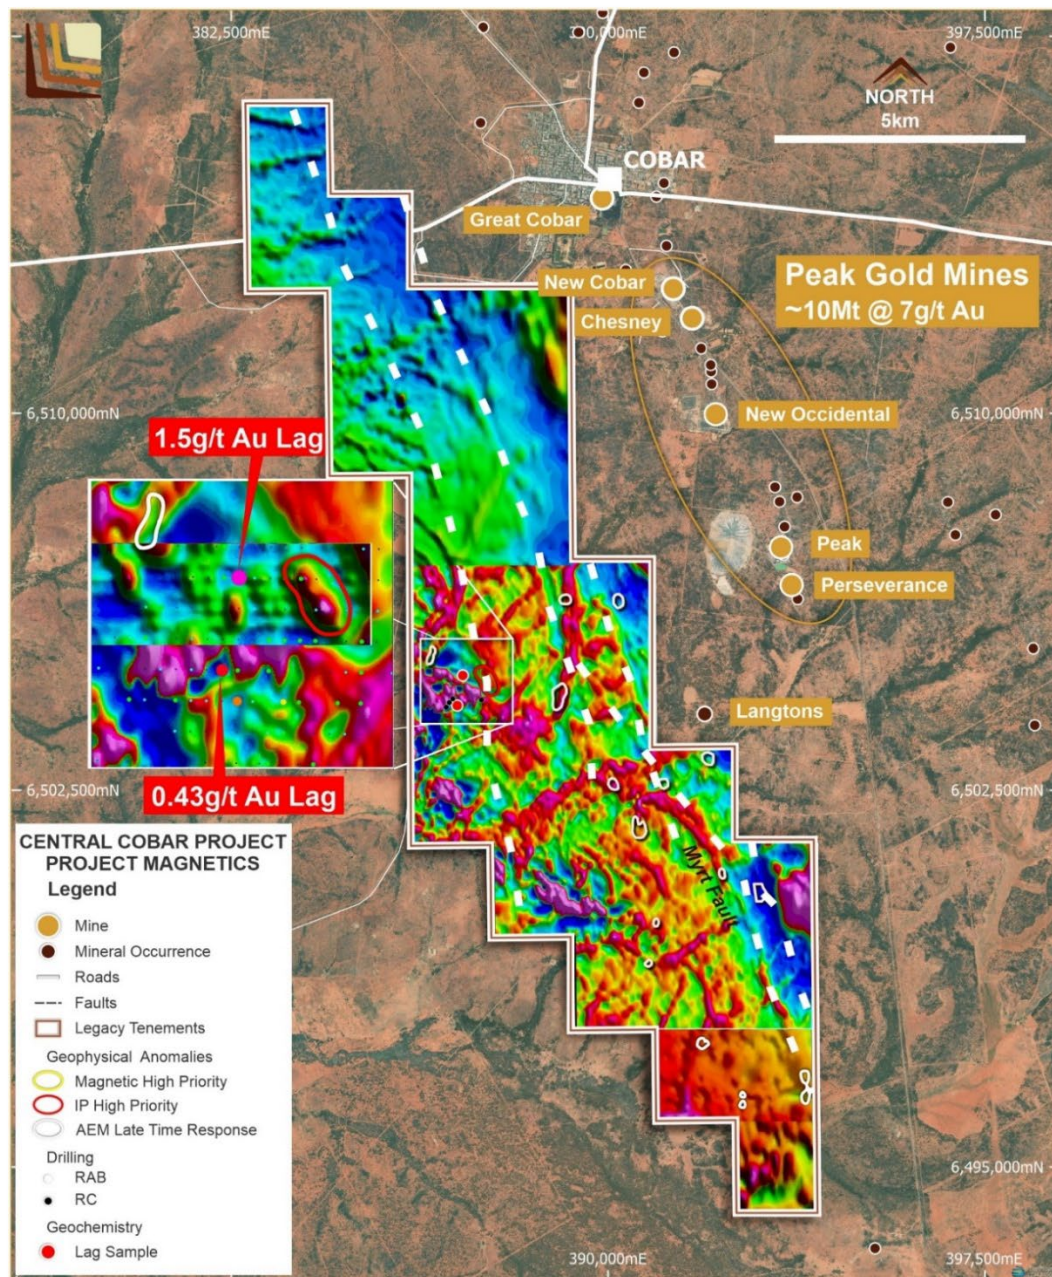 382,500mE
390,000mE
397,500mE
NORTH
5km
COBAR
Great Cobar
New Cobar
Peak Gold Mines
~10Mt @ 7g/t Au
Chesney
New Occidental
6,510,000mN
6,510,000mN
1.5g/t Au Lag
Peak
Perseverance
Langtons
0.43g/t Au Lag
6,502,500mN
6,502,500mN
Myrt Fault
CENTRAL COBAR PROJECT
PROJECT MAGNETICS
Legend
Mine
Mineral Occurrence
Roads
Faults
Legacy Tenements
Geophysical Anomalies
Magnetic High Priority
IP High Priority
AEM Late Time Response
Drilling
RAB
RC
Geochemistry
Lag Sample
6,495,000mN
390,000mE
397,500mE